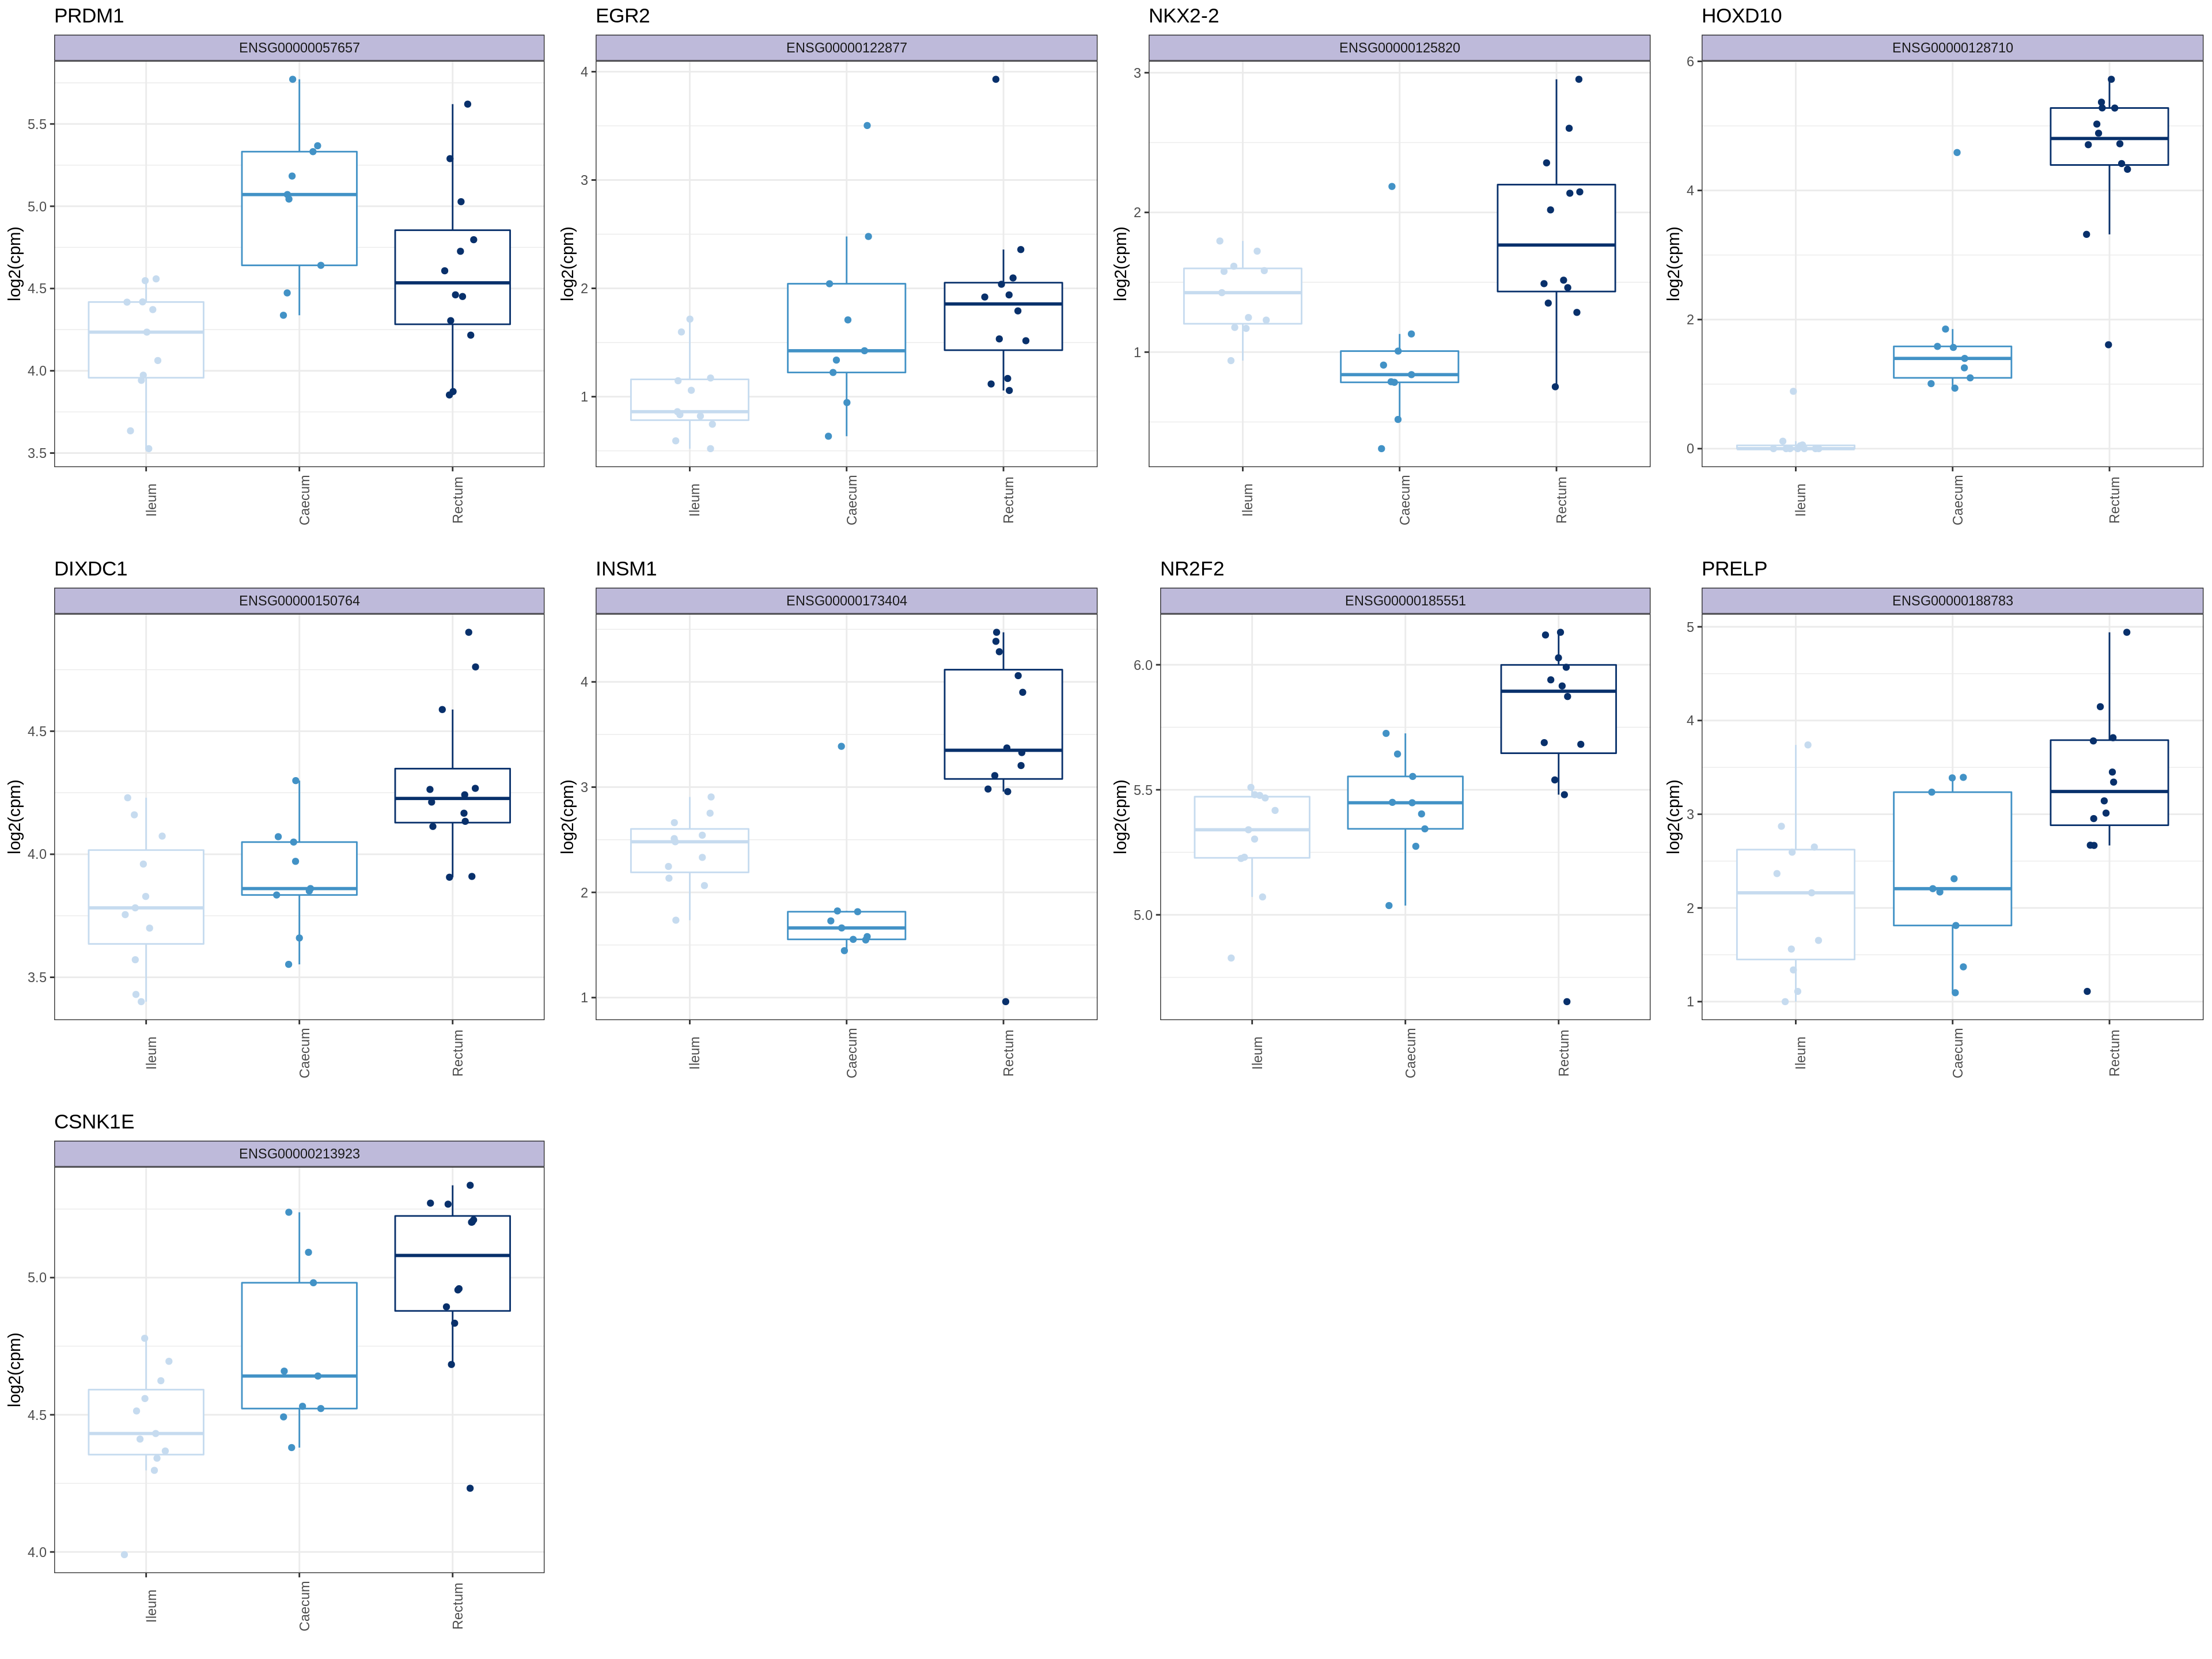 PRDM1
ENSG00000057657
log2(cpm)
5.5
5.0
4.5
4.0
3.5
Ileum
Caecum
Rectum
EGR2
ENSG00000122877
log2(cpm)
4
3
2
1
Ileum
Caecum
Rectum
NKX2-2
ENSG00000125820
log2(cpm)
3
2
1
Ileum
Caecum
Rectum
HOXD10
ENSG00000128710
log2(cpm)
6
4
2
0
Ileum
Caecum
Rectum
DIXDC1
ENSG00000150764
log2(cpm)
4.5
4.0
3.5
Ileum
Caecum
Rectum
INSM1
ENSG00000173404
log2(cpm)
4
3
2
1
Ileum
Caecum
Rectum
NR2F2
ENSG00000185551
log2(cpm)
6.0
5.5
5.0
Ileum
Caecum
Rectum
PRELP
ENSG00000188783
log2(cpm)
5
4
3
2
1
Ileum
Caecum
Rectum
CSNK1E
ENSG00000213923
log2(cpm)
5.0
4.5
4.0
Ileum
Caecum
Rectum